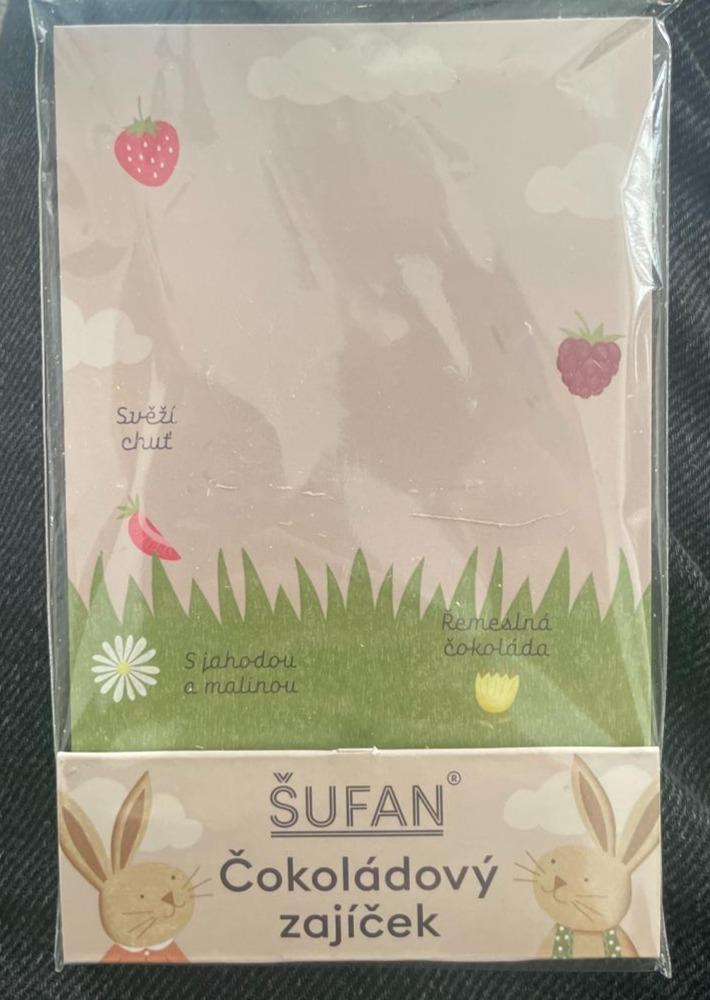 Svěží
chuť
Řemeslná
čokoláda
S jahodou
a malinou
ŠUFAN®
Čokoládový
zajíček